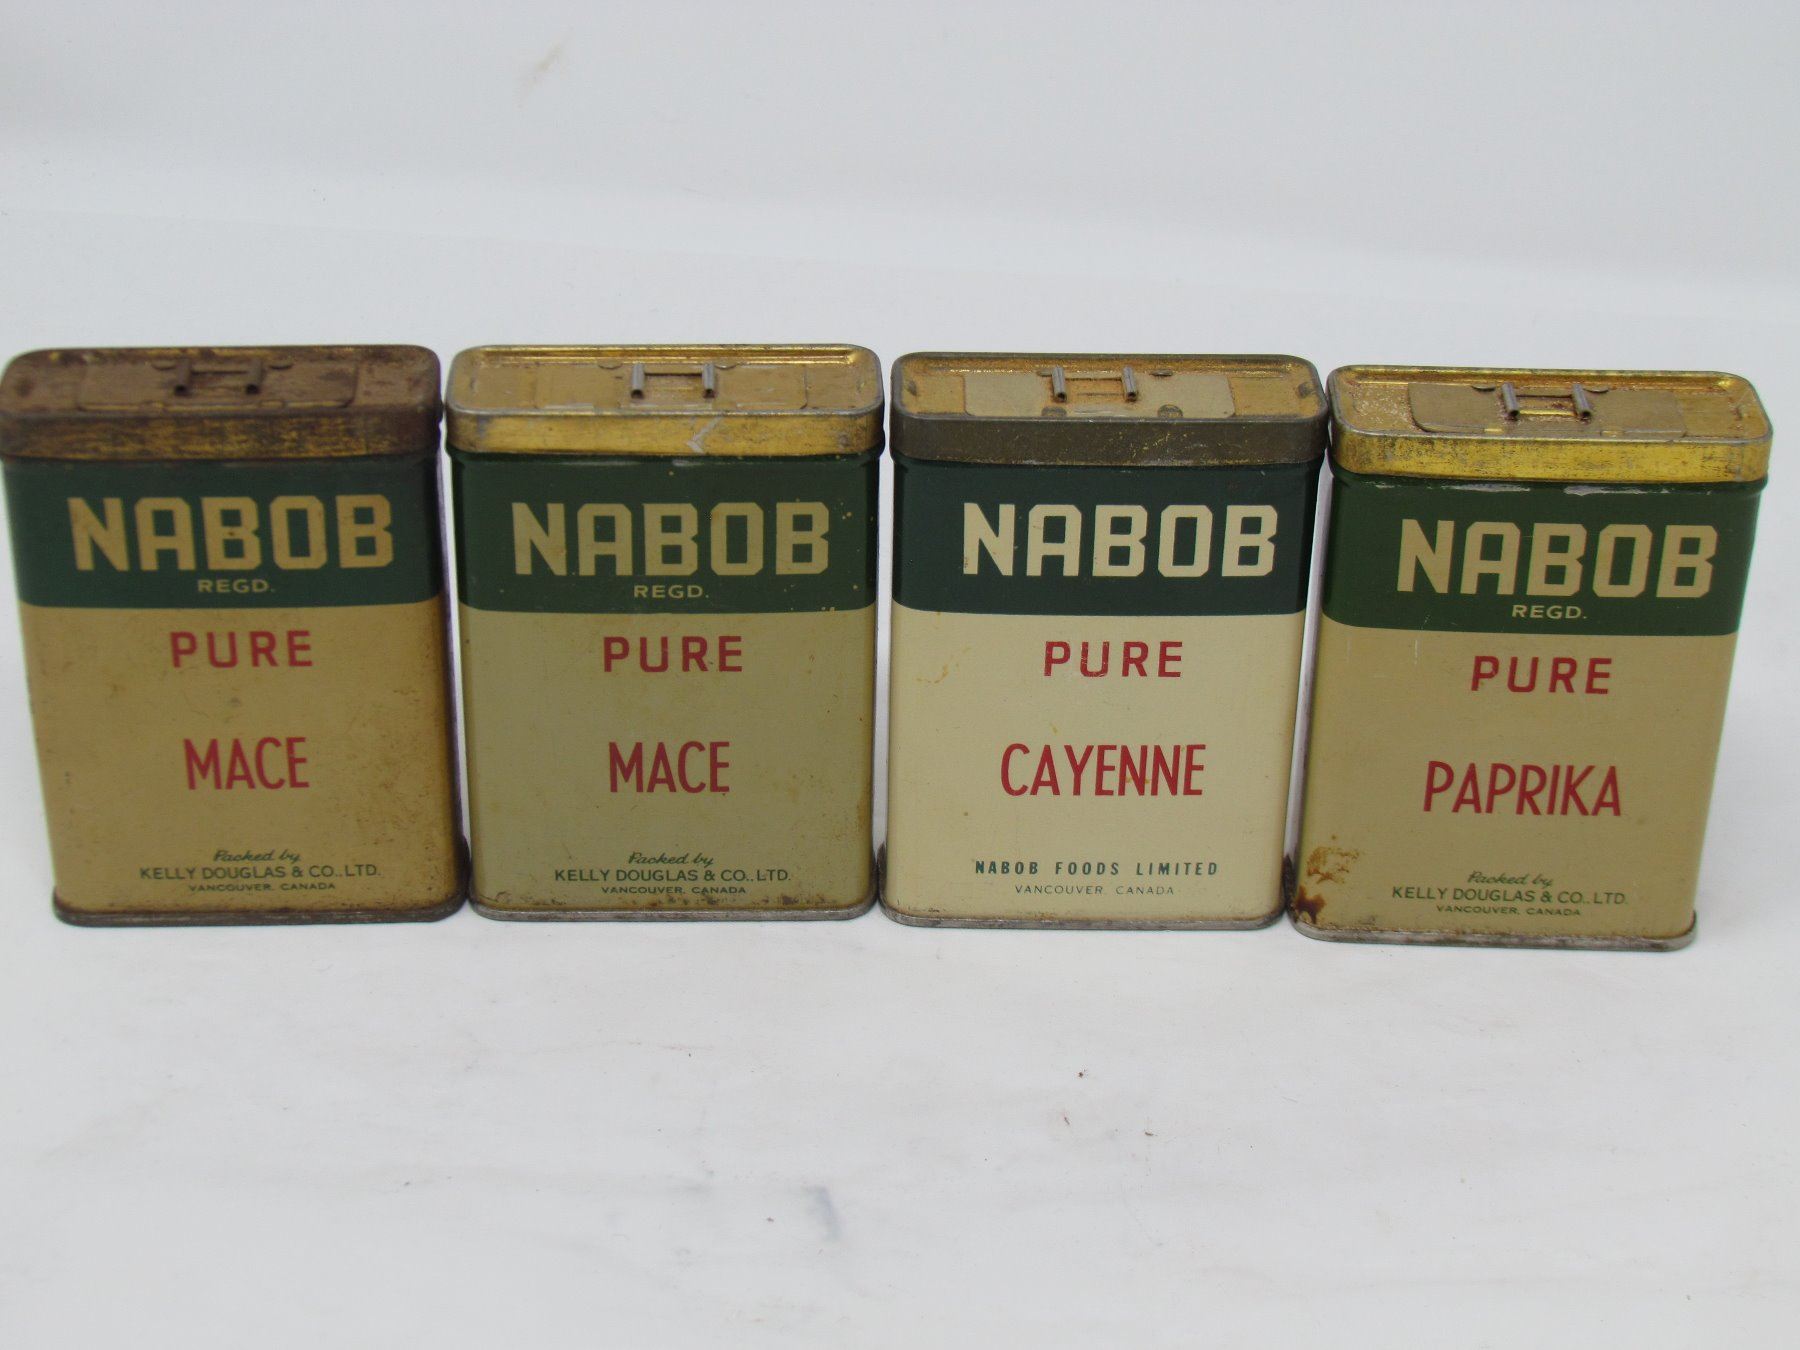 NABOB
REGD.
PURE
MACE
Packed by
KELLY DOUGLAS & CO., LTD.
VANCOUVER, CANADA
NABOB
REGD.
PURE
MACE
Packed by
KELLY DOUGLAS & CO., LTD.
VANCOUVER, CANADA
NABOB
PURE
CAYENNE
NABOB FOODS LIMITED
VANCOUVER, CANADA
NABOB
REGD.
PURE
PAPRIKA
Packed by
KELLY DOUGLAS & CO., LTD.
VANCOUVER, CANADA